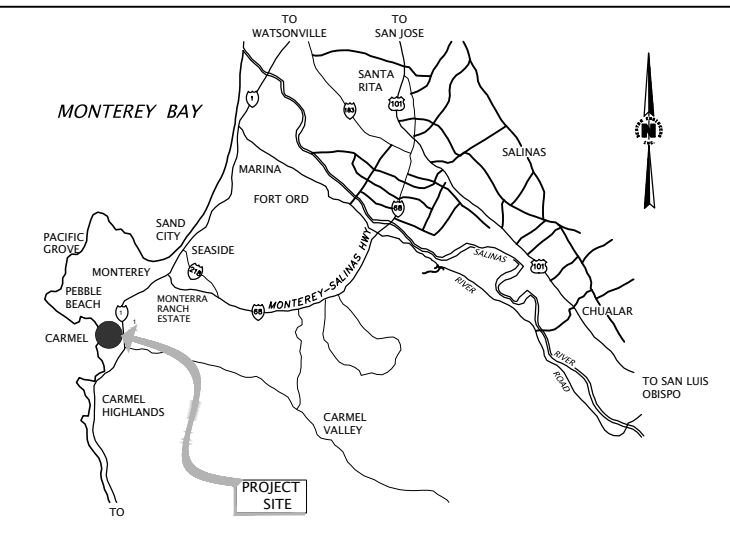 TO
WATSONVILLE
TO
SAN JOSE
SANTA
RITA
1
183
101
MONTEREY BAY
N
SALINAS
MARINA
FORT ORD
68
SAND
CITY
PACIFIC
GROVE
SEASIDE
MONTEREY
218
MONTEREY-SALINAS HWY
SALINAS
RIVER
101
PEBBLE
BEACH
MONTERRA
RANCH
ESTATE
68
1
1
CHUALAR
CARMEL
RIVER
ROAD
TO SAN LUIS
OBISPO
CARMEL
HIGHLANDS
CARMEL
VALLEY
PROJECT
SITE
TO